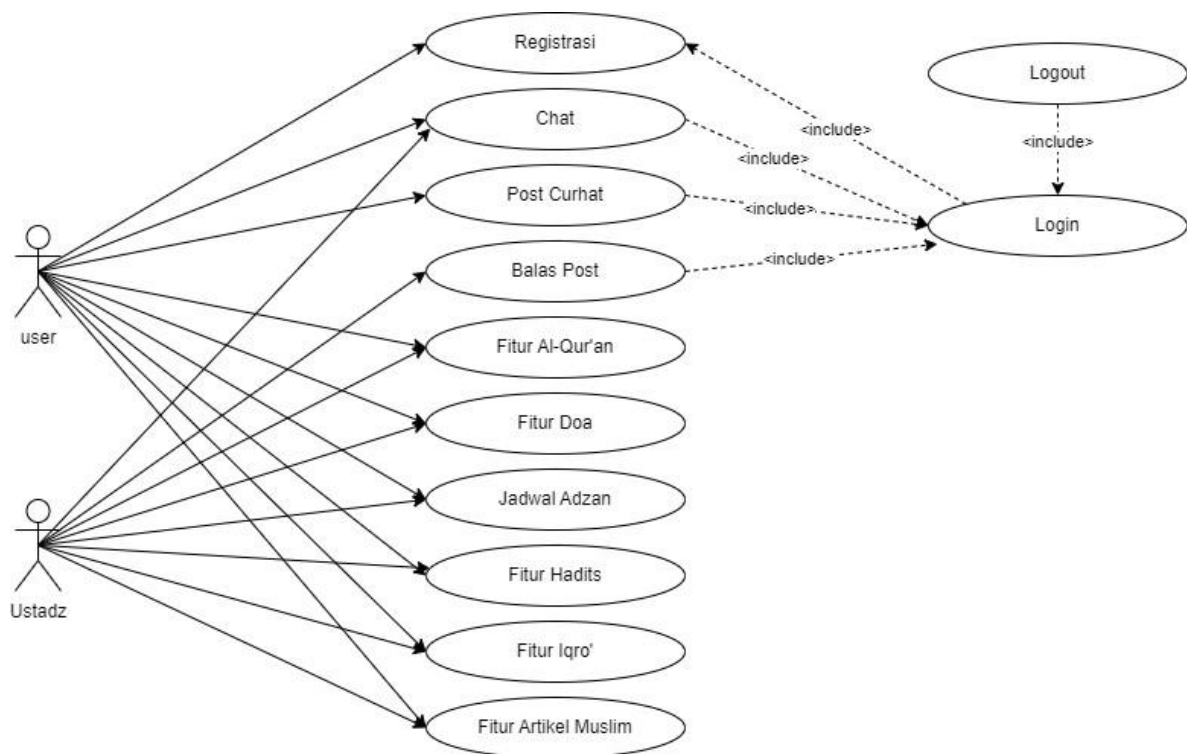 Registrasi
Logout
Chat
<include>
<include>
<include>
Post Curhat
<include>
Login
Balas Post
<include>
user
Fitur Al-Qur'an
Fitur Doa
Jadwal Adzan
Fitur Hadits
Ustadz
Fitur Iqro'
Fitur Artikel Muslim